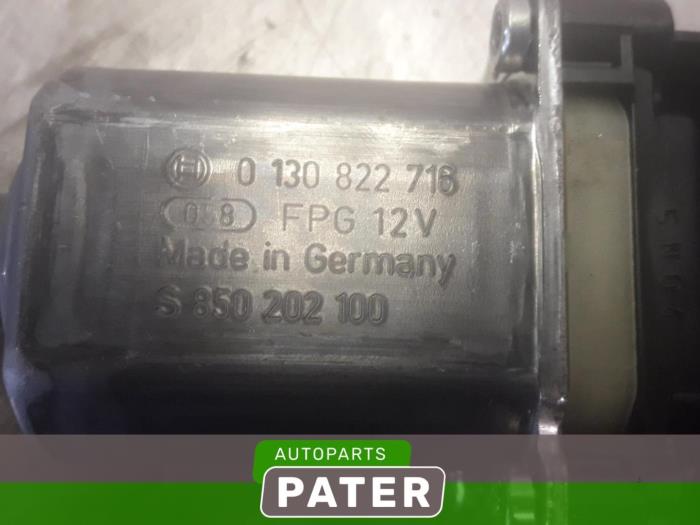 0 130 822 716
058 FPG 12V
Made in Germany
S 850 202 100
AUTOPARTS
PATER